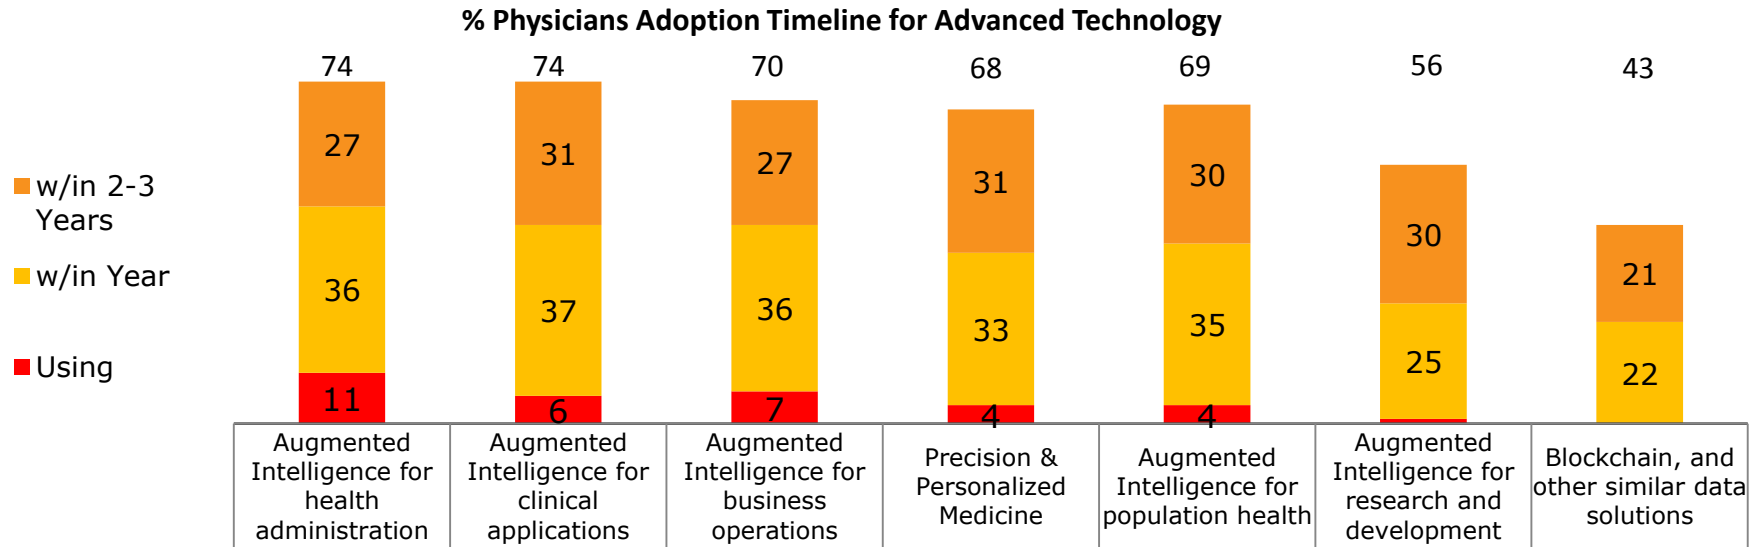 % Physicians Adoption Timeline for Advanced Technology
74 74 70 68 69 56 43
w/in 2-3
Years
w/in Year
Using
27 31 27 31 30 30 21
36 37 36 33 35 25 22
11 6 7 4 4
Augmented
Intelligence for
health
administration
Augmented
Intelligence for
clinical
applications
Augmented
Intelligence for
business
operations
Precision &
Personalized
Medicine
Augmented
Intelligence for
population health
Augmented
Intelligence for
research and
development
Blockchain, and
other similar data
solutions